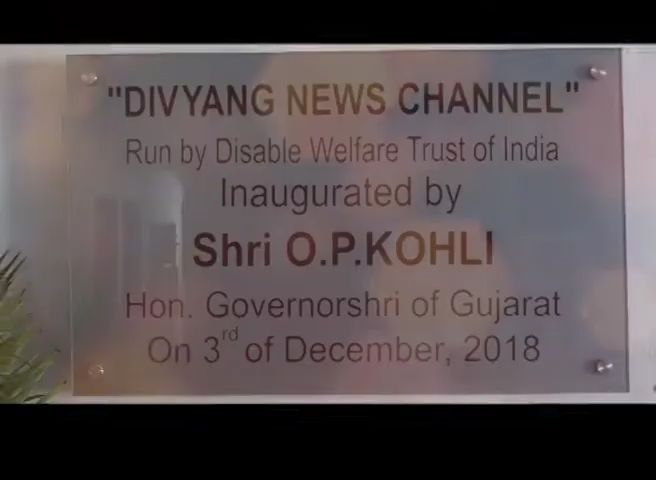 "DIVYANG NEWS CHANNEL"
Run by Disable Welfare Trust of India
Inaugurated by
Shri O.P.KOHLI
Hon. Governorshri of Gujarat
On 3rd of December, 2018